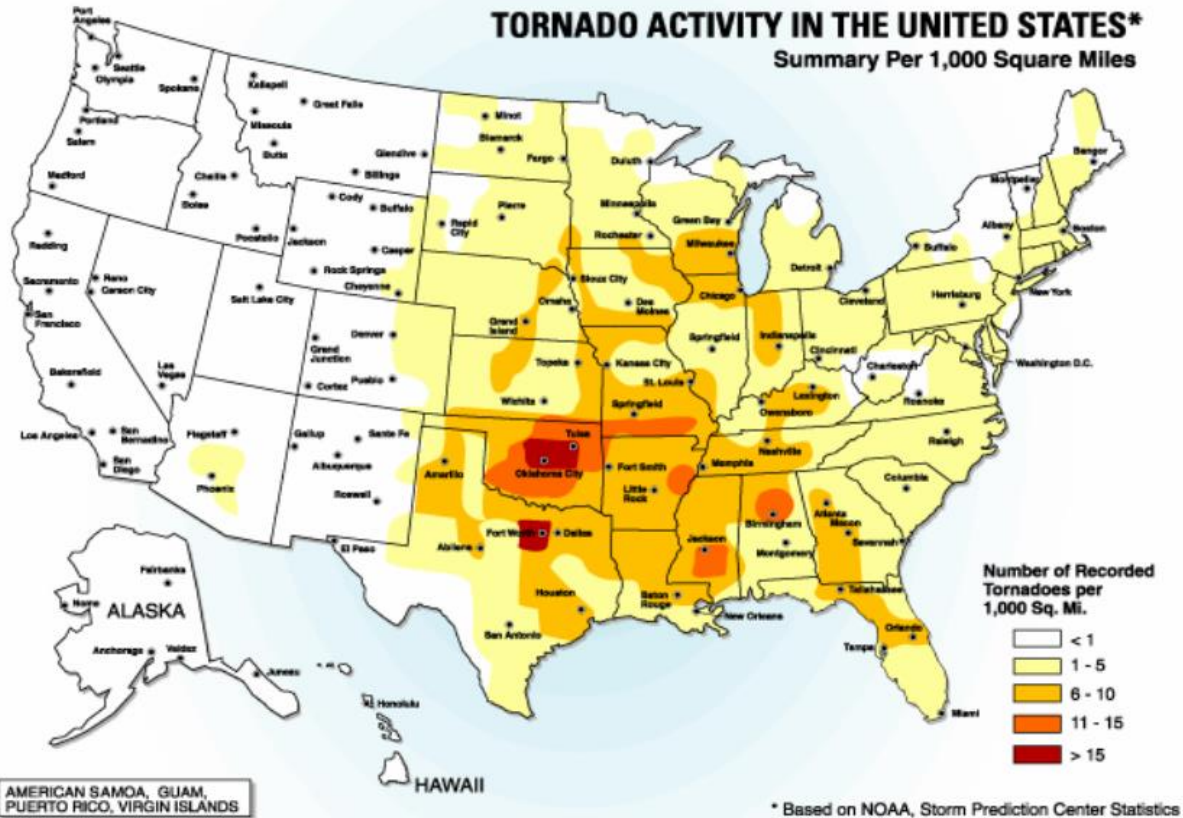 TORNADO ACTIVITY IN THE UNITED STATES*
Summary Per 1,000 Square Miles
Port
Angeles
Seattle
Olympia
Spokane
Portland
Salem
Medford
Kalispell
Great Falls
Missoula
Butte
Glendive
Billings
Challis
Boise
Pocatello
Cody
Buffalo
Jackson
Casper
Rock Springs
Cheyenne
Minot
Bismarck
Fargo
Pierre
Rapid
City
Duluth
Minneapolis
Rochester
Green Bay
Milwaukee
Chicago
Detroit
Bangor
Montpelier
Albany
Buffalo
Boston
New York
Cleveland
Harrisburg
Washington D.C.
Redding
Sacramento
San
Francisco
Reno
Carson City
Bakersfield
Las
Vegas
Los Angeles
San
Bernadino
San
Diego
Salt Lake City
Denver
Grand
Junction
Pueblo
Cortez
Flagstaff
Phoenix
Gallup
Santa Fe
Albuquerque
Roswell
El Paso
Sioux City
Omaha
Grand
Island
Des
Moines
Topeka
Kansas City
Wichita
St. Louis
Springfield
Springfield
Indianapolis
Cincinnati
Charleston
Roanoke
Lexington
Owensboro
Nashville
Memphis
Raleigh
Columbia
Tulsa
Oklahoma City
Amarillo
Fort Smith
Little
Rock
Fort Worth
Dallas
Abilene
Houston
San Antonio
Jackson
Baton
Rouge
New Orleans
Birmingham
Montgomery
Atlanta
Macon
Savannah
Tallahassee
Orlando
Tampa
Miami
Fairbanks
Nome
ALASKA
Anchorage
Valdez
Juneau
Honolulu
HAWAII
Number of Recorded
Tornadoes per
1,000 Sq. Mi.
< 1
1 - 5
6 - 10
11 - 15
> 15
AMERICAN SAMOA, GUAM,
PUERTO RICO, VIRGIN ISLANDS
* Based on NOAA, Storm Prediction Center Statistics